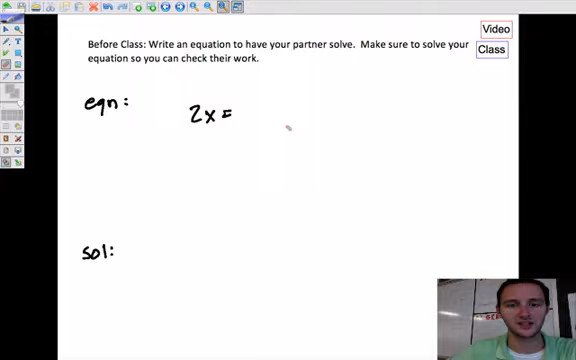 Video
Before Class: Write an equation to have your partner solve. Make sure to solve your
equation so you can check their work.
Class
eqn:
2x =
sol: